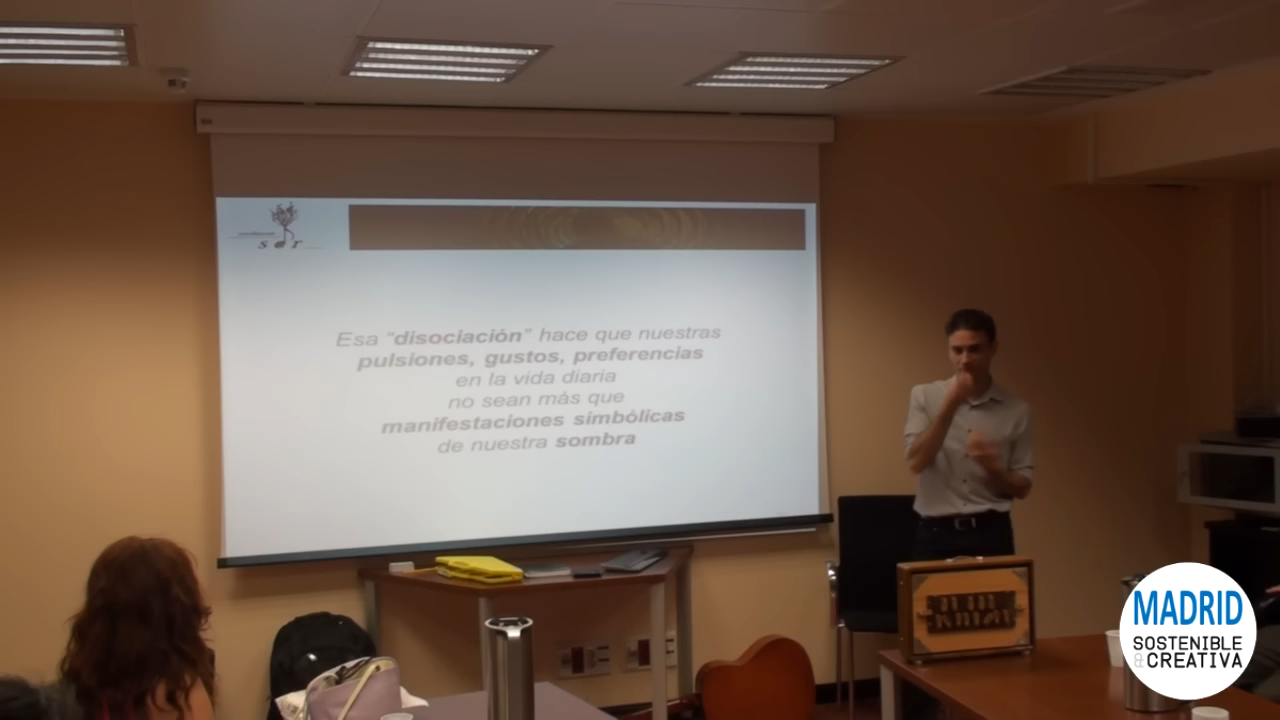 s e r
Esa "disociación" hace que nuestras
pulsiones, gustos, preferencias
en la vida diaria
no sean más que
manifestaciones simbólicas
de nuestra sombra
MADRID
SOSTENIBLE
CREATIVA